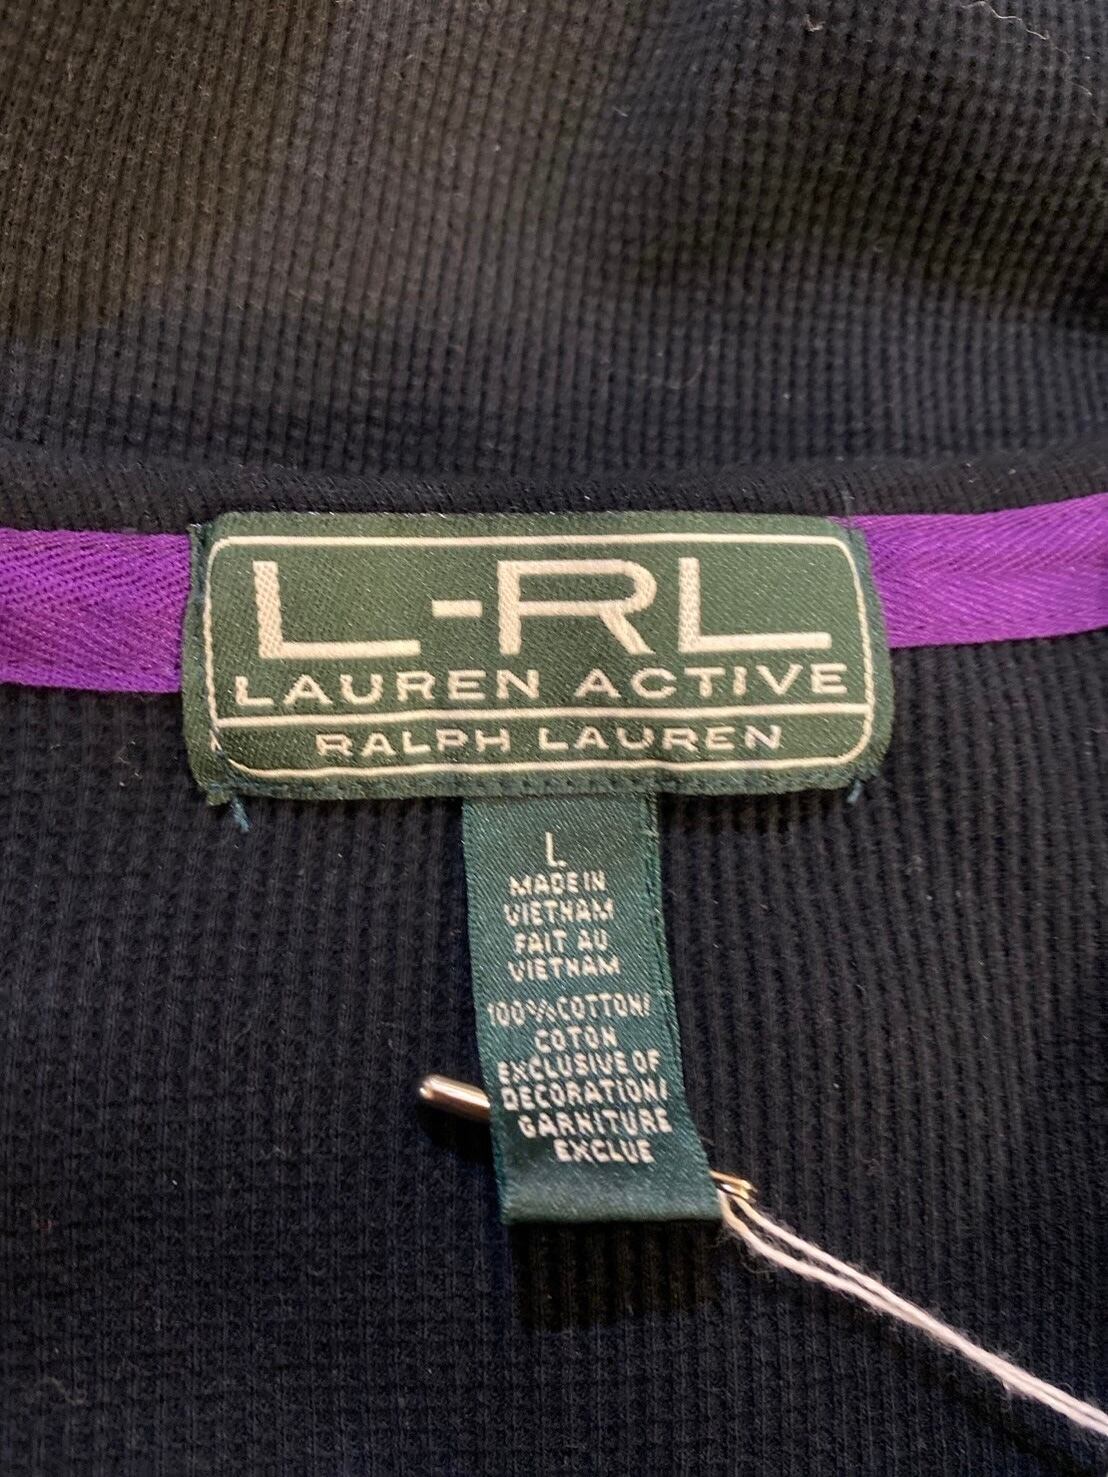 L-RL
LAUREN ACTIVE
RALPH LAUREN
L
MADE IN
VIETNAM
FAIT AU
VIETNAM
100% COTTON/
COTON
EXCLUSIVE OF
DECORATION/
GARNITURE
EXCLUE